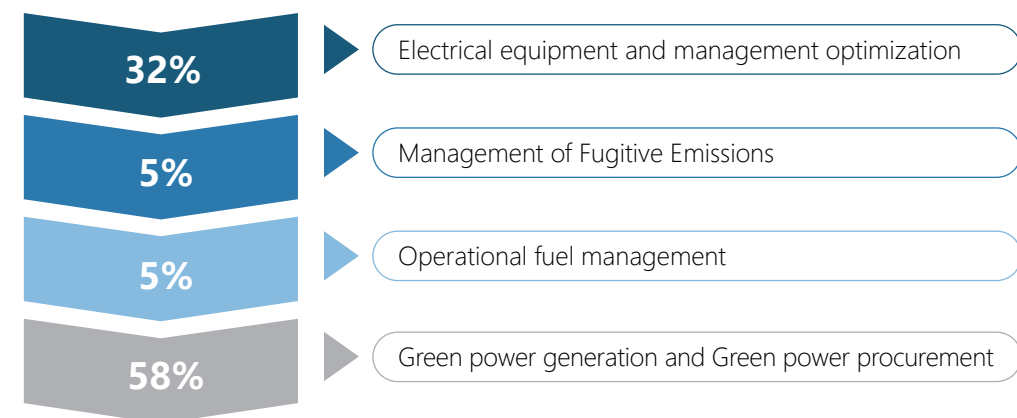 32%
Electrical equipment and management optimization
5%
Management of Fugitive Emissions
5%
Operational fuel management
58%
Green power generation and Green power procurement